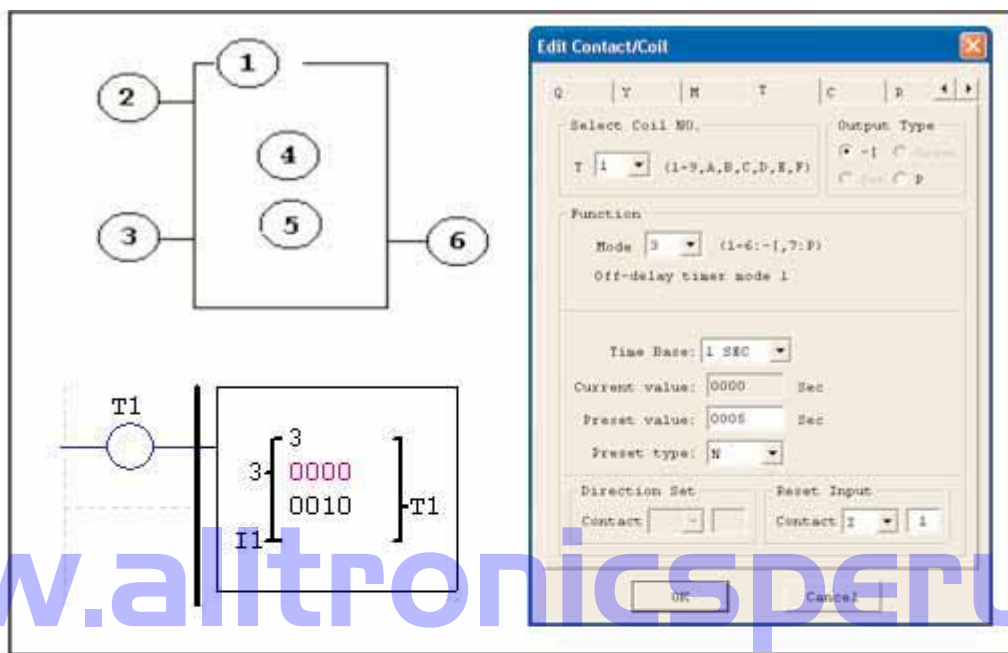 1
2
3
4
5
6
T1
3
3
0000
0010
I1
T1
Edit Contact/Coil
Q Y M T C R
Select Coil NO.
T 1 (1-9,A,B,C,D,E,F)
Output Type
-[
P
Function
Mode 3 (1-6:-[,7:P)
Off-delay timer mode 1
Time Base: 1 SEC
Current value: 0000 Sec
Preset value: 0005 Sec
Preset type: N
Direction Set
Contact
Reset Input
Contact I 1
OK Cancel
w.alltronicsperu